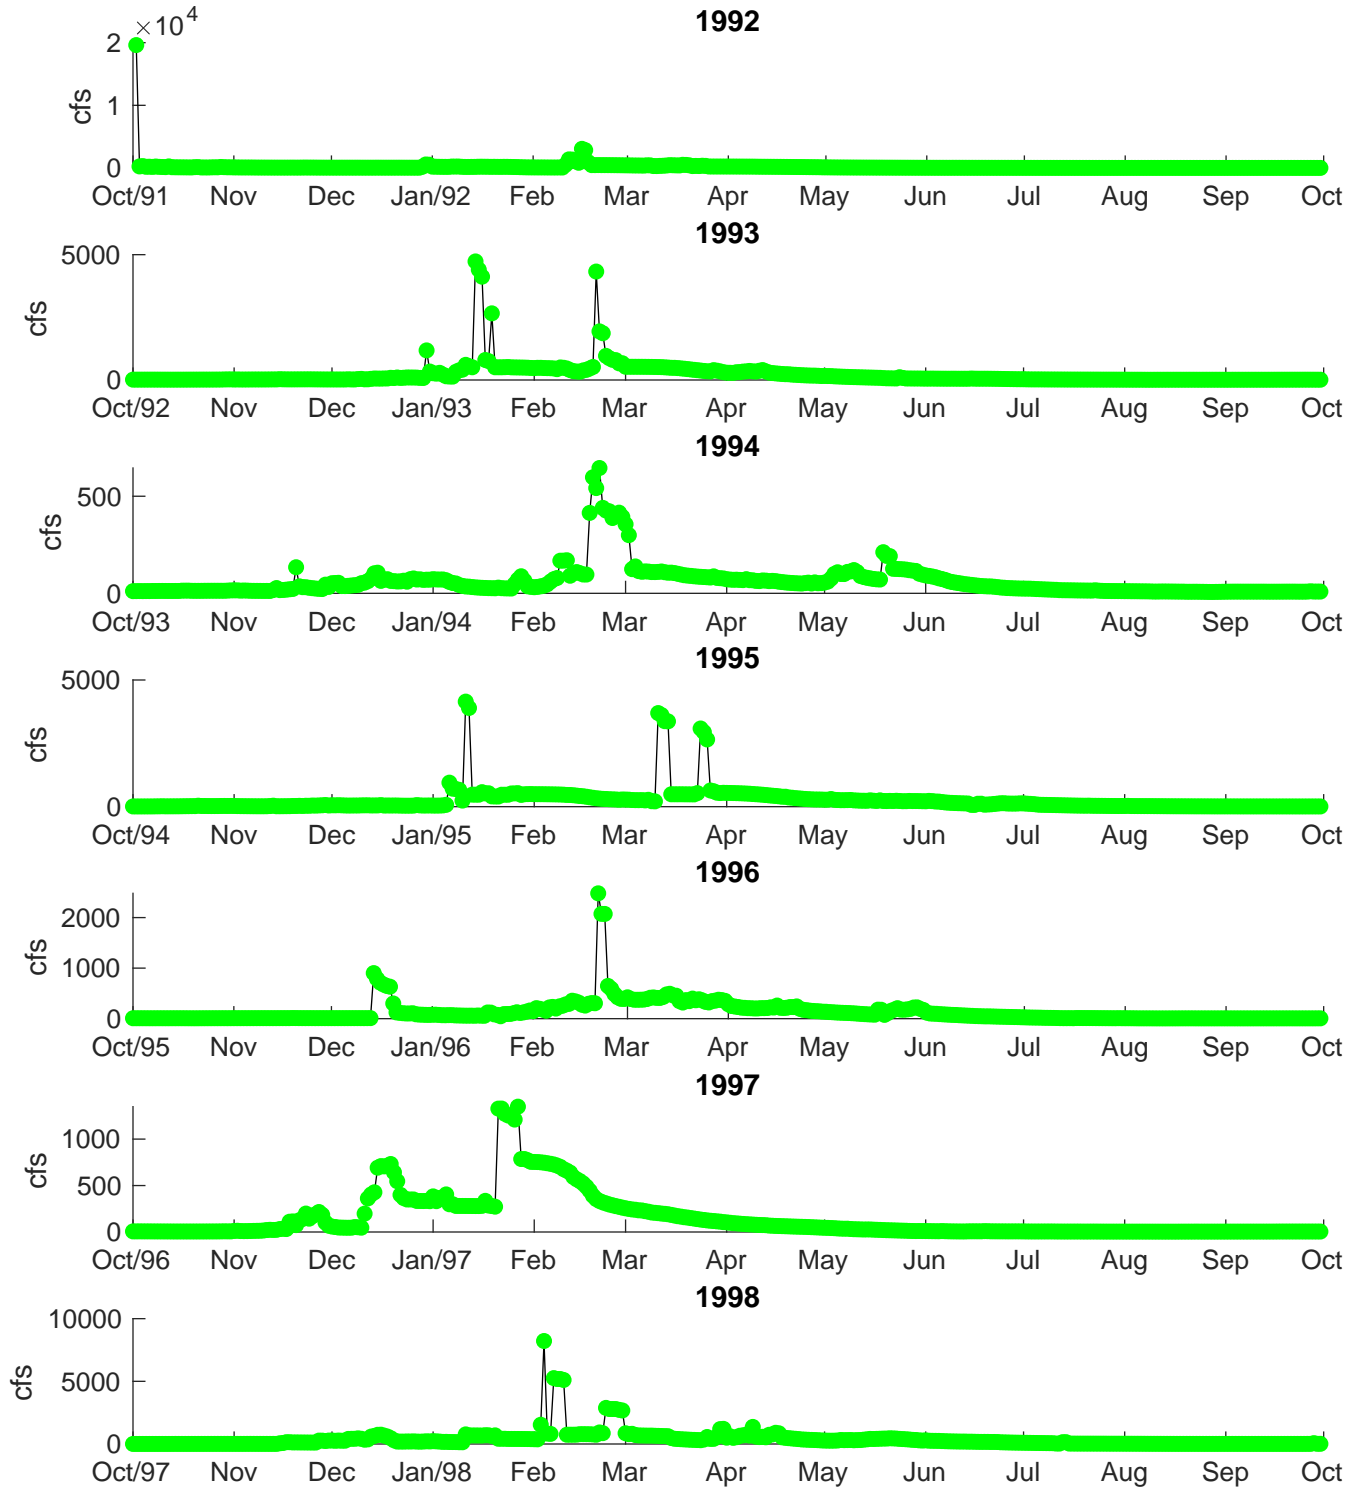 1992
×10^4
2
1
0
cfs
Oct/91 Nov Dec Jan/92 Feb Mar Apr May Jun Jul Aug Sep Oct
1993
5000
0
cfs
Oct/92 Nov Dec Jan/93 Feb Mar Apr May Jun Jul Aug Sep Oct
1994
500
0
cfs
Oct/93 Nov Dec Jan/94 Feb Mar Apr May Jun Jul Aug Sep Oct
1995
5000
0
cfs
Oct/94 Nov Dec Jan/95 Feb Mar Apr May Jun Jul Aug Sep Oct
1996
2000
1000
0
cfs
Oct/95 Nov Dec Jan/96 Feb Mar Apr May Jun Jul Aug Sep Oct
1997
1000
500
0
cfs
Oct/96 Nov Dec Jan/97 Feb Mar Apr May Jun Jul Aug Sep Oct
1998
10000
5000
0
cfs
Oct/97 Nov Dec Jan/98 Feb Mar Apr May Jun Jul Aug Sep Oct